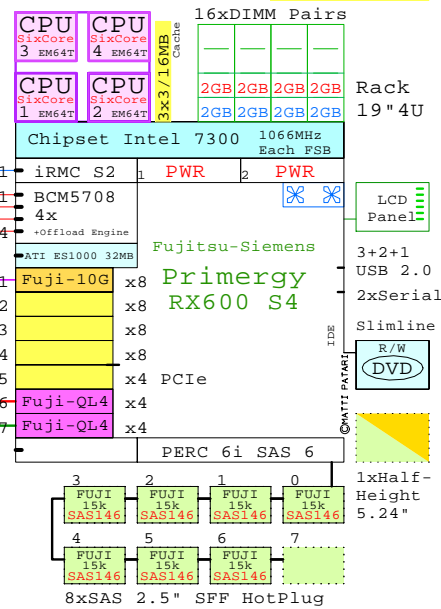 16xDIMM Pairs
CPU CPU
SixCore SixCore
3 EM64T 4 EM64T
CPU CPU
SixCore SixCore
1 EM64T 2 EM64T
3x3/16MB
Cache
2GB 2GB 2GB 2GB
2GB 2GB 2GB 2GB
Rack
19"4U
Chipset Intel 7300
1066MHz
Each FSB
1 iRMC S2
1 PWR 2 PWR
1 BCM5708
4x
4 +Offload Engine
LCD
Panel
ATI ES1000 32MB
Fujitsu-Siemens
Primergy
RX600 S4
3+2+1
USB 2.0
2xSerial
1 Fuji-10G x8
2 x8
3 x8
4 x8
5 x4 PCIe
6 Fuji-QL4 x4
7 Fuji-QL4 x4
IDE
Slimline
R/W
DVD
©MATTI PATARI
PERC 6i SAS 6
1xHalf-
Height
5.24"
3 2 1 0
FUJI FUJI FUJI FUJI
15k 15k 15k 15k
SAS146 SAS146 SAS146 SAS146
4 5 6 7
FUJI FUJI FUJI
15k 15k 15k
SAS146 SAS146 SAS146
8xSAS 2.5" SFF HotPlug